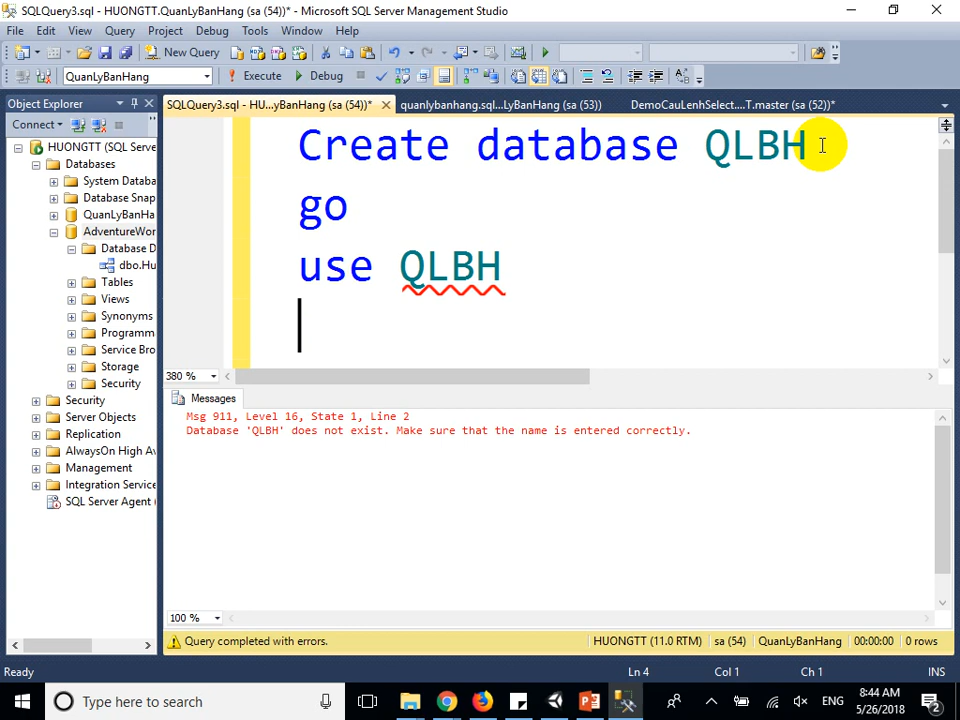 SQLQuery3.sql - HUONGTT.QuanLyBanHang (sa (54))* - Microsoft SQL Server Management Studio
File Edit View Query Project Debug Tools Window Help
New Query
QuanLyBanHang Execute Debug
Object Explorer
SQLQuery3.sql - HU...yBanHang (sa (54))* quanlybanhang.sql...LyBanHang (sa (53)) DemoCauLenhSelect....T.master (sa (52))*
Connect
HUONGTT (SQL Serve
Databases
System Databa
Database Snap
QuanLyBanHa
AdventureWor
Database D
dbo.Hu
Tables
Views
Synonyms
Programm
Service Bro
Storage
Security
Security
Server Objects
Replication
AlwaysOn High Av
Management
Integration Service
SQL Server Agent (
Create database QLBH
go
use QLBH
380 %
Messages
Msg 911, Level 16, State 1, Line 2
Database 'QLBH' does not exist. Make sure that the name is entered correctly.
100 %
Query completed with errors. HUONGTT (11.0 RTM) sa (54) QuanLyBanHang 00:00:00 0 rows
Ready Ln 4 Col 1 Ch 1 INS
Type here to search
ENG
8:44 AM
5/26/2018
2